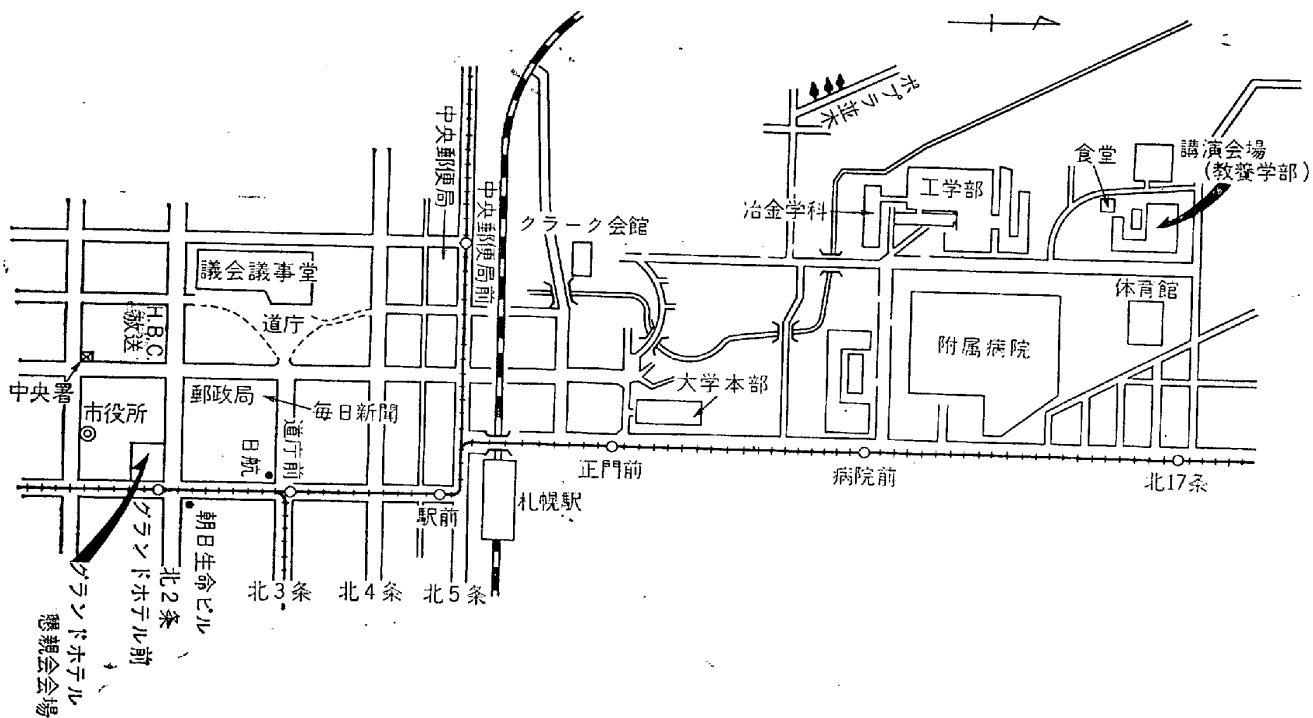 ポプラ並木
食堂
講演会場
(教養学部)
工学部
冶金学科
中央郵便局
中央郵便局前
クラーク会館
議会議事堂
道庁
H.B.C.
放送
体育館
附属病院
中央署
郵政局
毎日新聞
大学本部
市役所
日航
道庁前
正門前
病院前
北17条
駅前
札幌駅
グランドホテル前
北2条
朝日生命ビル
北3条
北4条
北5条
グランドホテル
懇親会会場